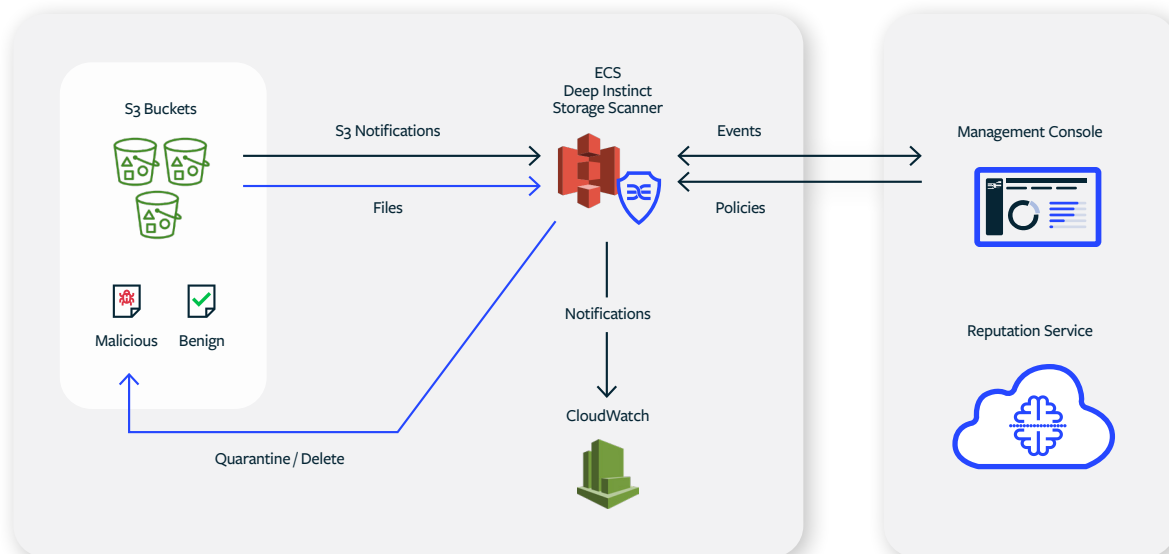 S3 Buckets
Malicious
Benign
S3 Notifications
Files
Quarantine / Delete
ECS
Deep Instinct
Storage Scanner
Notifications
CloudWatch
Events
Policies
Management Console
Reputation Service